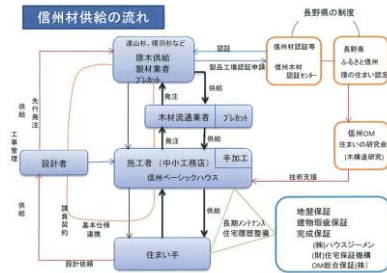 信州材供給の流れ
長野県の制度
遠山杉、根羽杉など
原木供給
製材業者
プレカット
認証
製品工場認証申請
信州材認証等
信州木材
認証センター
長野県
ふるさと信州
環の住まい認定
供給
先行発注
発注
供給
木材流通業者
プレカット
工事管理
設計者
発注
供給
施工者（中小工務店）
手加工
信州ベーシックハウス
信州OM
住まいの研究会
（木構造研究）
技術支援
供給
請負契約
基本仕様
連携
供給
長期メンテナンス
住宅履歴整備
地盤保証
建物瑕疵保証
完成保証
(株)ハウスジーメン
(財)住宅保証機構
OM総合保証(株)
設計依頼
住まい手